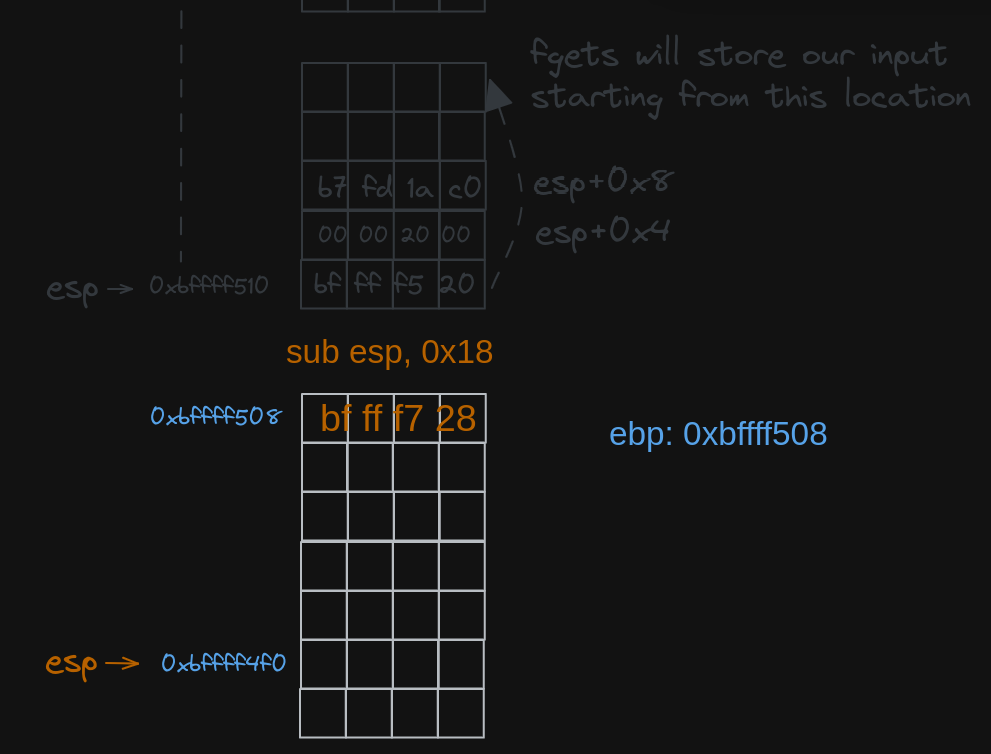 fgets will store our input
starting from this location
b7 fd 1a c0
esp+0x8
00 00 20 00
esp+0x4
esp → 0xbffff510
bf ff f5 20
sub esp, 0x18
0xbffff508
bf ff f7 28
ebp: 0xbffff508
esp → 0xbffff4f0